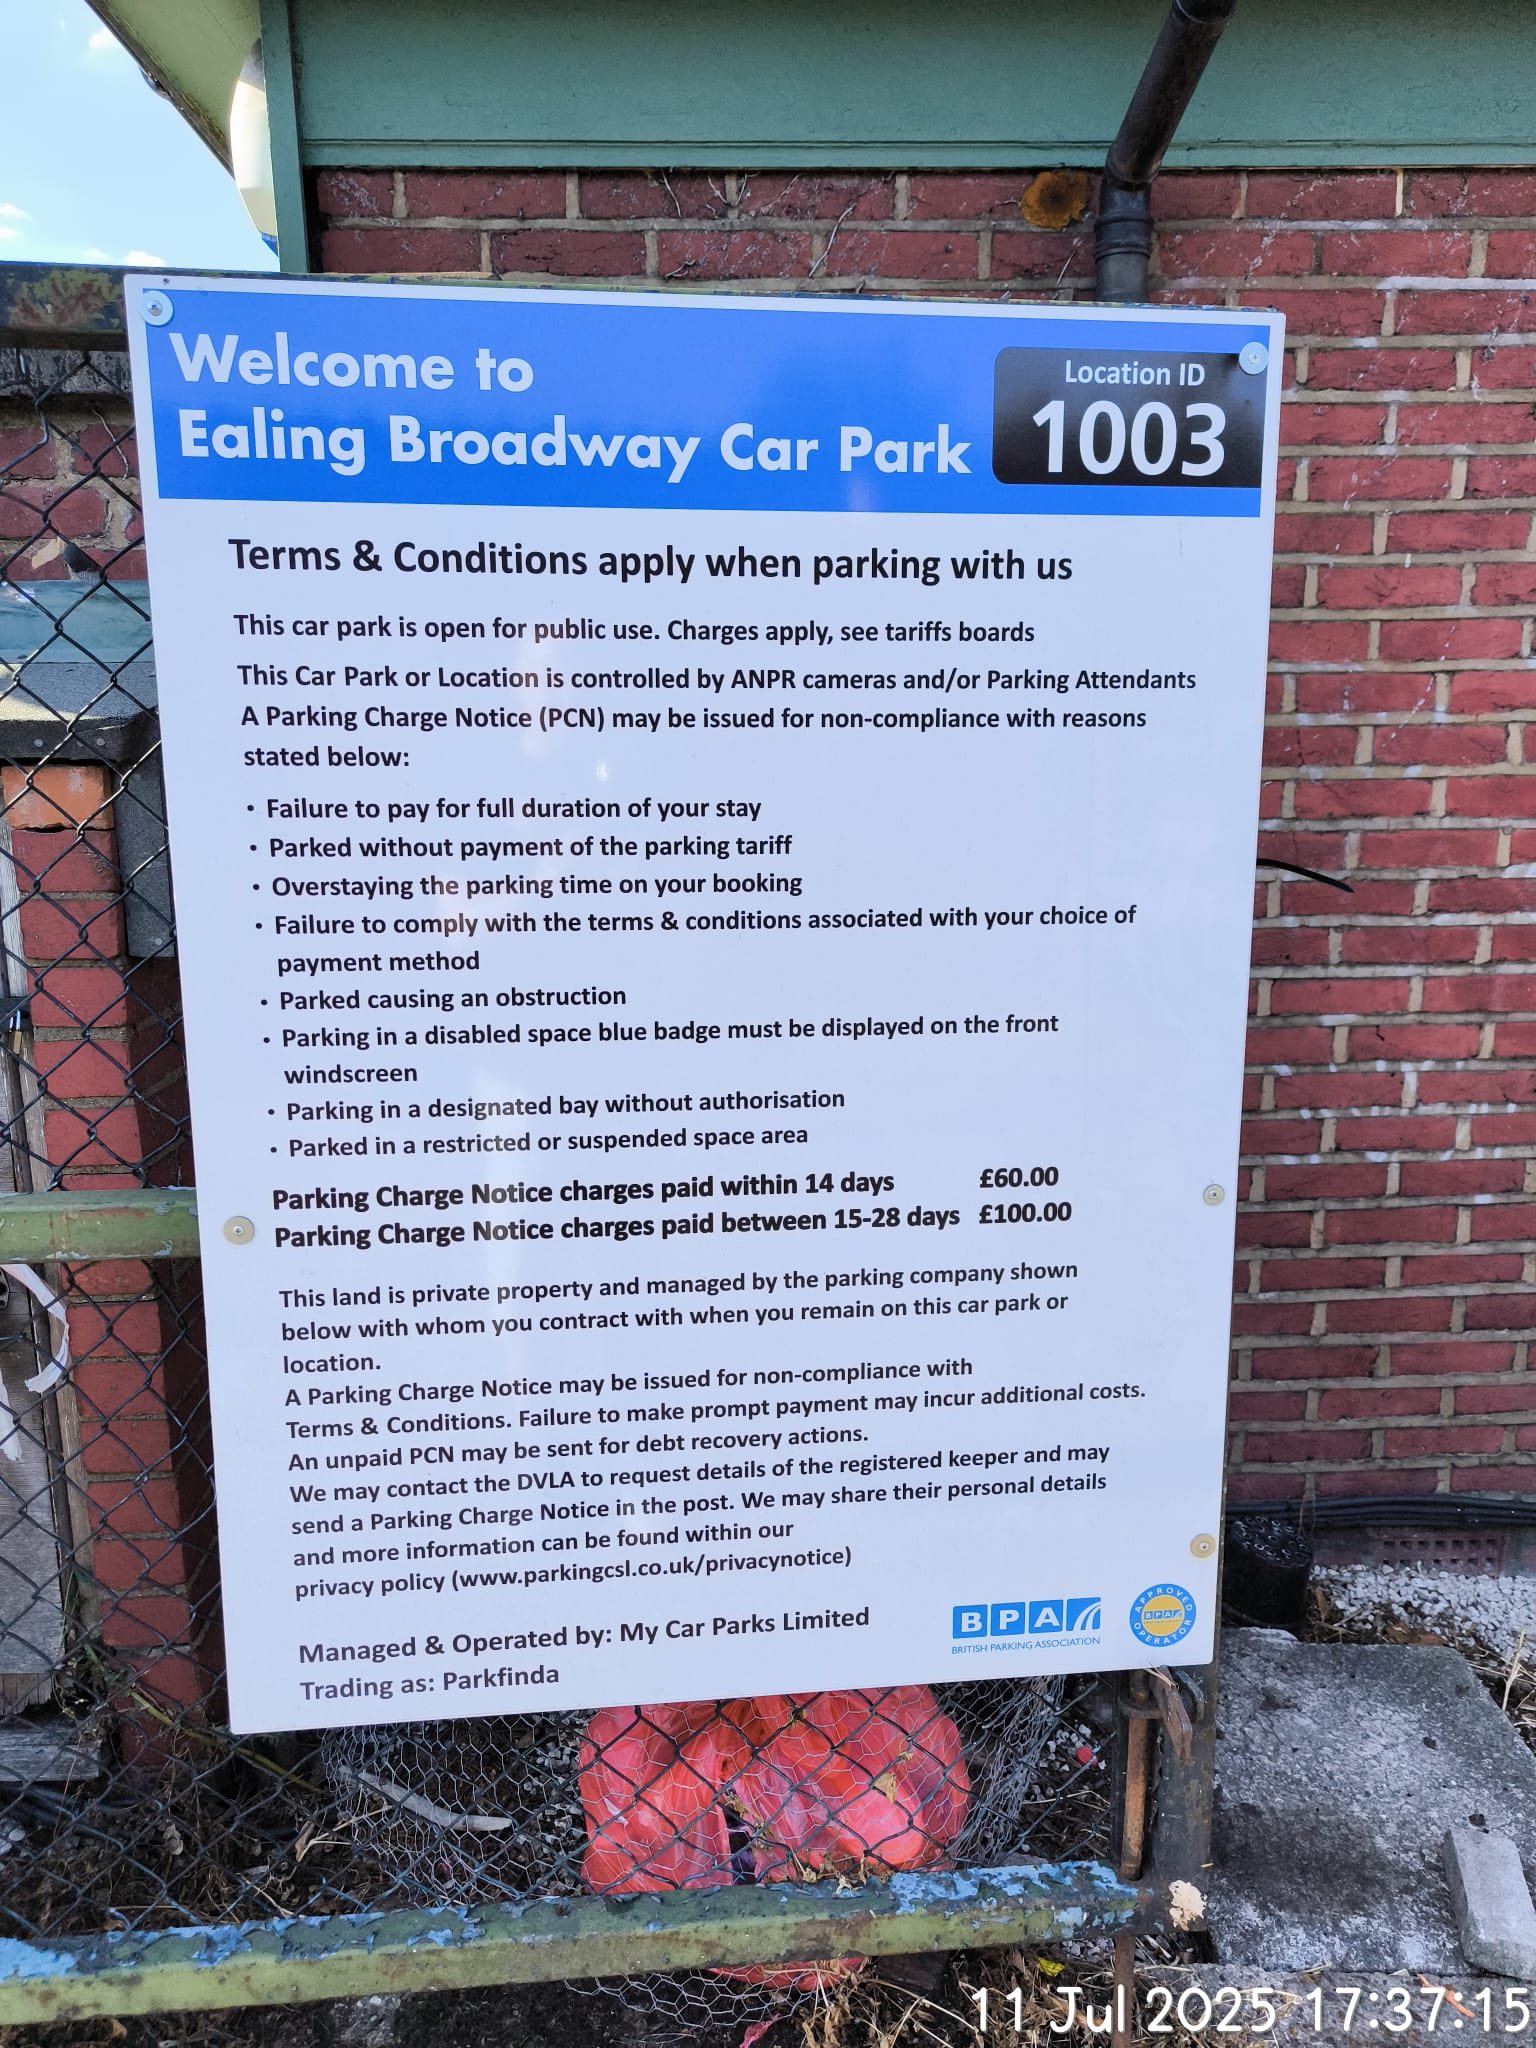 Welcome to
Ealing Broadway Car Park
Location ID
1003
Terms & Conditions apply when parking with us
This car park is open for public use. Charges apply, see tariffs boards
This Car Park or Location is controlled by ANPR cameras and/or Parking Attendants
A Parking Charge Notice (PCN) may be issued for non-compliance with reasons
stated below:
• Failure to pay for full duration of your stay
• Parked without payment of the parking tariff
• Overstaying the parking time on your booking
• Failure to comply with the terms & conditions associated with your choice of
payment method
• Parked causing an obstruction
• Parking in a disabled space blue badge must be displayed on the front
windscreen
• Parking in a designated bay without authorisation
• Parked in a restricted or suspended space area
Parking Charge Notice charges paid within 14 days £60.00
Parking Charge Notice charges paid between 15-28 days £100.00
This land is private property and managed by the parking company shown
below with whom you contract with when you remain on this car park or
location.
A Parking Charge Notice may be issued for non-compliance with
Terms & Conditions. Failure to make prompt payment may incur additional costs.
An unpaid PCN may be sent for debt recovery actions.
We may contact the DVLA to request details of the registered keeper and may
send a Parking Charge Notice in the post. We may share their personal details
and more information can be found within our
privacy policy (www.parkingcsl.co.uk/privacynotice)
Managed & Operated by: My Car Parks Limited
Trading as: Parkfinda
BPA
BRITISH PARKING ASSOCIATION
APPROVED
BPA
OPERATOR
11 Jul 2025 17:37:15